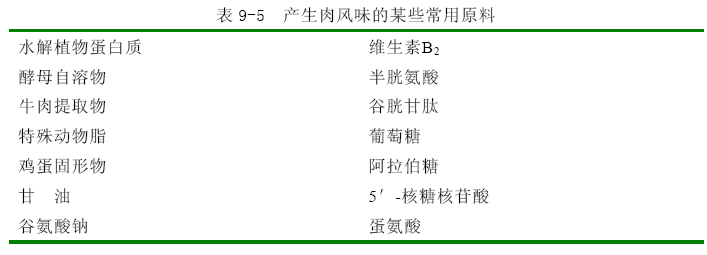 表 9-5 产生肉风味的某些常用原料
水解植物蛋白质 维生素B₂
酵母自溶物 半胱氨酸
牛肉提取物 谷胱甘肽
特殊动物脂 葡萄糖
鸡蛋固形物 阿拉伯糖
甘 油 5′-核糖核苷酸
谷氨酸钠 蛋氨酸